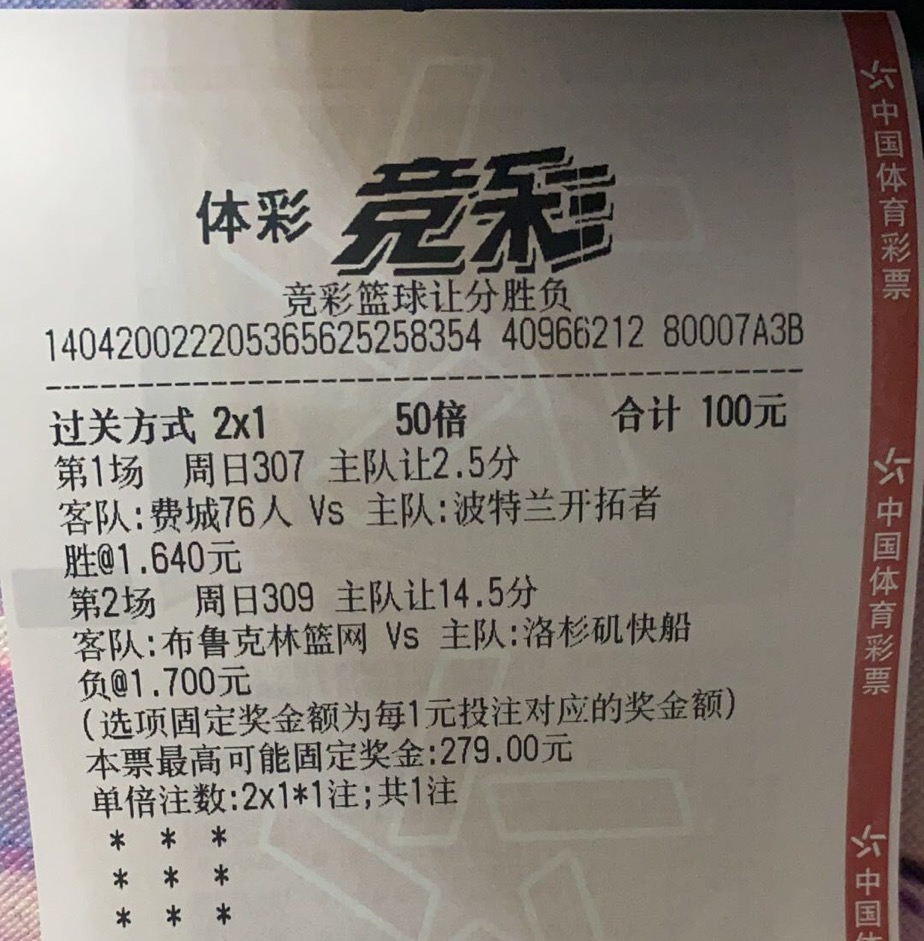 体彩 竞彩
竞彩篮球让分胜负
140420022205365625258354 40966212 80007A3B
过关方式 2x1 50倍 合计 100元
第1场 周日307 主队让2.5分
客队:费城76人 Vs 主队:波特兰开拓者
胜@1.640元
第2场 周日309 主队让14.5分
客队:布鲁克林篮网 Vs 主队:洛杉矶快船
负@1.700元
(选项固定奖金额为每1元投注对应的奖金额)
本票最高可能固定奖金:279.00元
单倍注数:2x1*1注;共1注
* * *
* * *
* * *
中国体育彩票
中国体育彩票
中国体